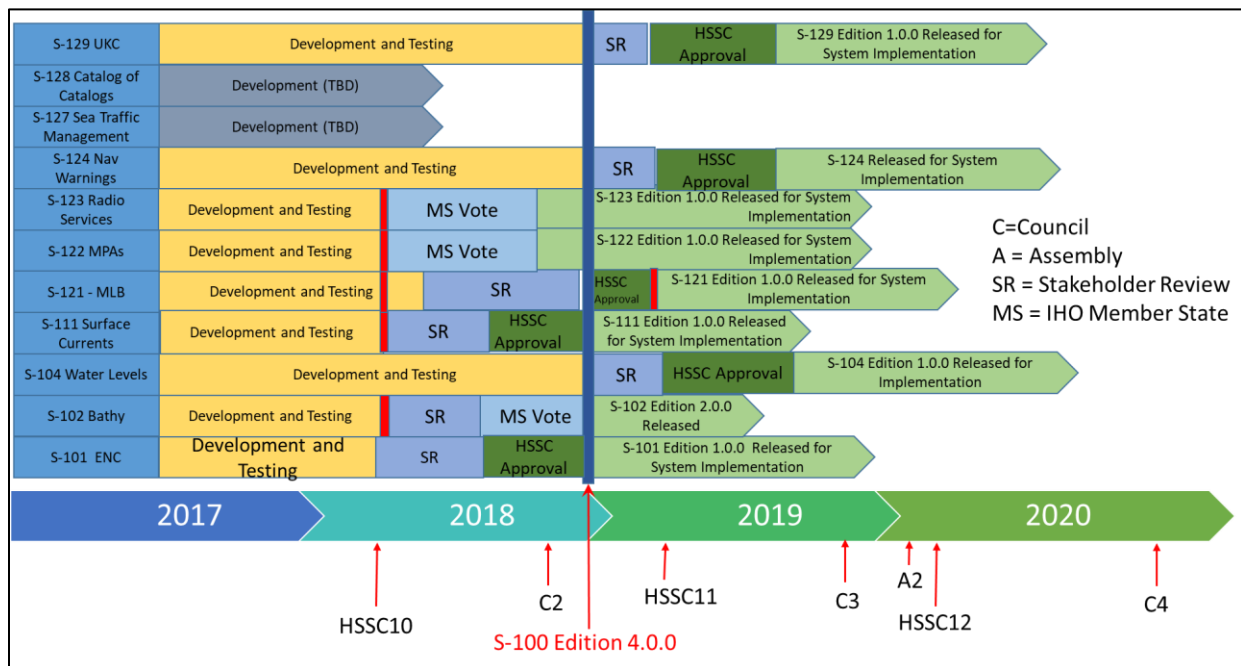 S-129 UKC
Development and Testing
SR
HSSC
Approval
S-129 Edition 1.0.0 Released for
System Implementation
S-128 Catalog of
Catalogs
Development (TBD)
S-127 Sea Traffic
Management
Development (TBD)
S-124 Nav
Warnings
Development and Testing
SR
HSSC
Approval
S-124 Released for System
Implementation
S-123 Radio
Services
Development and Testing
MS Vote
S-123 Edition 1.0.0 Released for System
Implementation
S-122 MPAs
Development and Testing
MS Vote
S-122 Edition 1.0.0 Released for System
Implementation
S-121 - MLB
Development and Testing
SR
HSSC
Approval
S-121 Edition 1.0.0 Released for System
Implementation
S-111 Surface
Currents
Development and Testing
SR
HSSC
Approval
S-111 Edition 1.0.0 Released
for System Implementation
S-104 Water Levels
Development and Testing
SR
HSSC Approval
S-104 Edition 1.0.0 Released for
Implementation
S-102 Bathy
Development and Testing
SR
MS Vote
S-102 Edition 2.0.0
Released
S-101 ENC
Development and
Testing
SR
HSSC
Approval
S-101 Edition 1.0.0 Released for
System Implementation
C=Council
A = Assembly
SR = Stakeholder Review
MS = IHO Member State
2017
2018
2019
2020
HSSC10
C2
S-100 Edition 4.0.0
HSSC11
C3
A2
HSSC12
C4